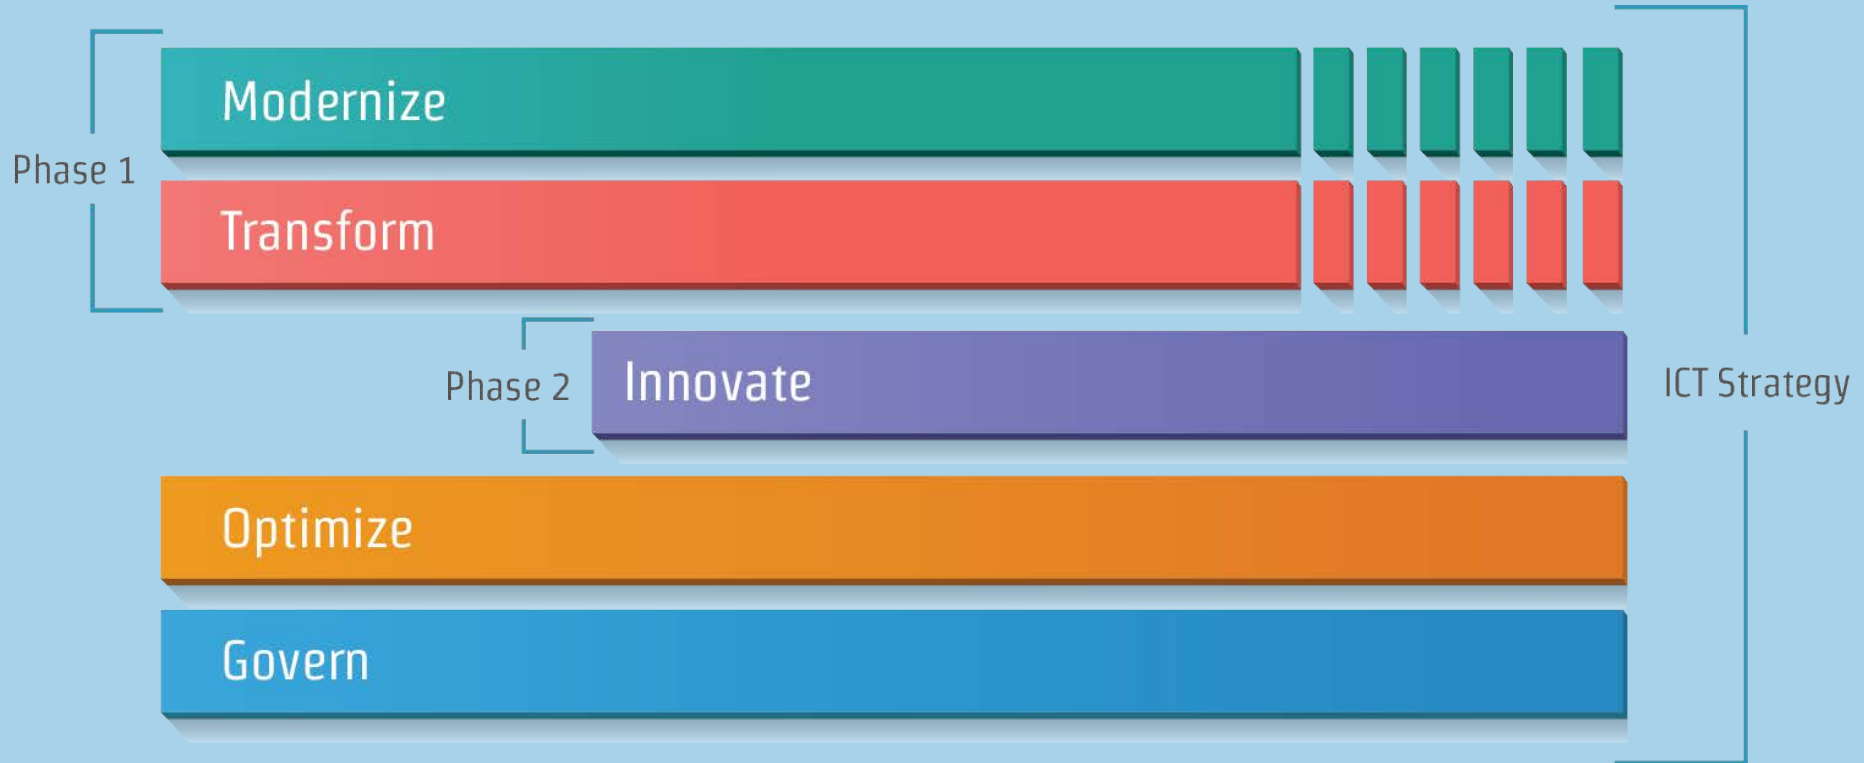 Modernize
Phase 1
Transform
Phase 2
Innovate
ICT Strategy
Optimize
Govern